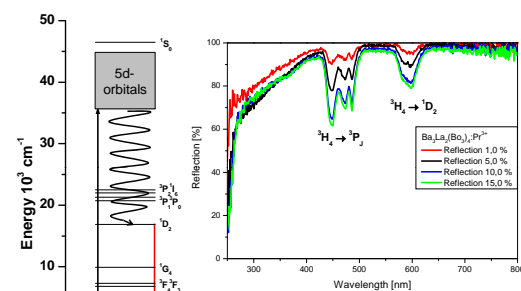 50
40
30
20
10
Energy 10³ cm⁻¹
¹S₀
5d-
orbitals
³P₂¹I₆
³P₁³P₀
¹D₂
¹G₄
³F₄³F₃
100
80
60
40
20
0
Reflection [%]
³H₄ → ¹D₂
³H₄ → ³P_J
Ba₃La₂(Bo₃)₄:Pr³⁺
Reflection 1,0 %
Reflection 5,0 %
Reflection 10,0 %
Reflection 15,0 %
300 400 500 600 700 800
Wavelength [nm]